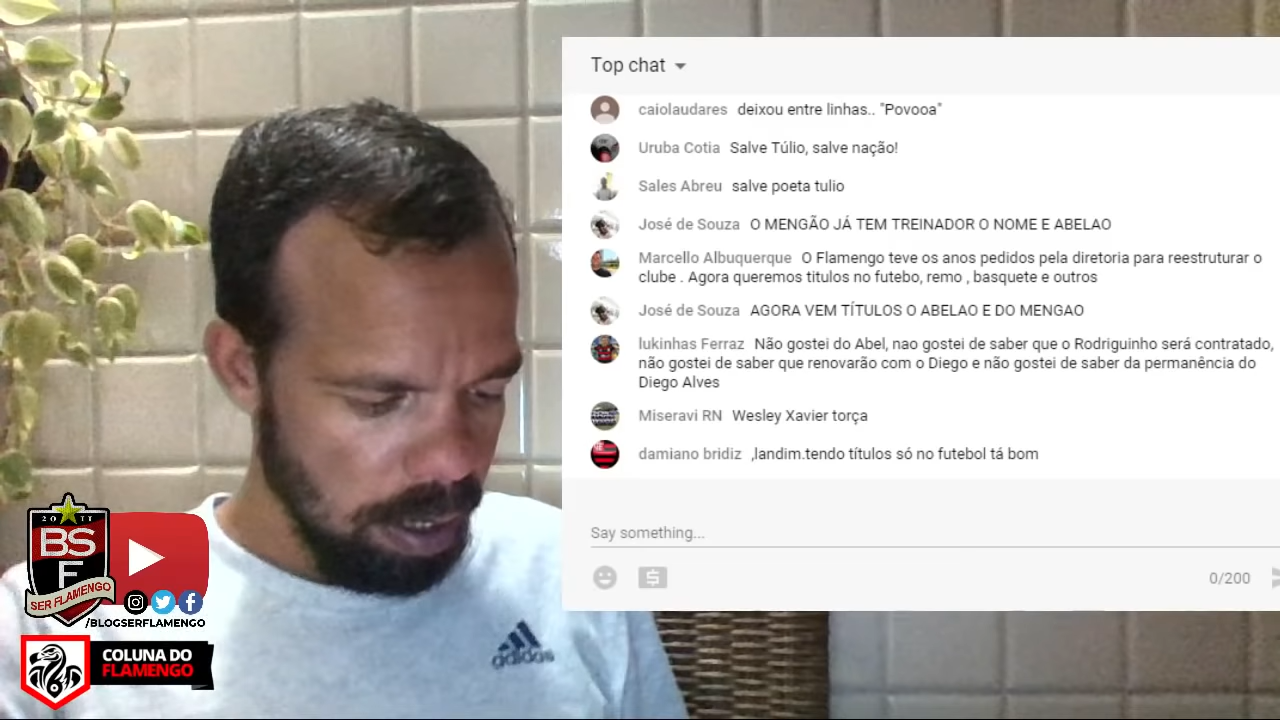 Top chat
caiolaudares deixou entre linhas.. "Povooa"
Uruba Cotia Salve Túlio, salve nação!
Sales Abreu salve poeta tulio
José de Souza O MENGÃO JÁ TEM TREINADOR O NOME E ABELAO
Marcello Albuquerque O Flamengo teve os anos pedidos pela diretoria para reestruturar o
clube . Agora queremos titulos no futebo, remo , basquete e outros
José de Souza AGORA VEM TÍTULOS O ABELAO E DO MENGAO
lukinhas Ferraz Não gostei do Abel, nao gostei de saber que o Rodriguinho será contratado,
não gostei de saber que renovarão com o Diego e não gostei de saber da permanência do
Diego Alves
Miseravi RN Wesley Xavier torça
damiano bridiz ,landim.tendo títulos só no futebol tá bom
Say something...
0/200
2011
BSF
SER FLAMENGO
/BLOGSERFLAMENGO
COLUNA DO
FLAMENGO
adidas